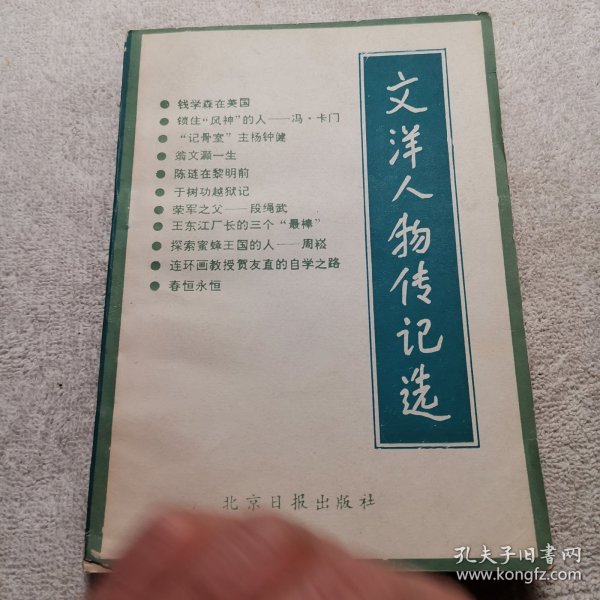 文洋人物传记选
● 钱学森在美国
● 锁住“风神”的人——冯·卡门
● “记骨室”主杨钟健
● 翁文灏一生
● 陈琏在黎明前
● 于树功越狱记
● 荣军之父——段绳武
● 王东江厂长的三个“最棒”
● 探索蜜蜂王国的人——周崧
● 连环画教授贺友直的自学之路
● 春恒永恒
北京日报出版社
孔夫子旧书网
www.kongfz.com